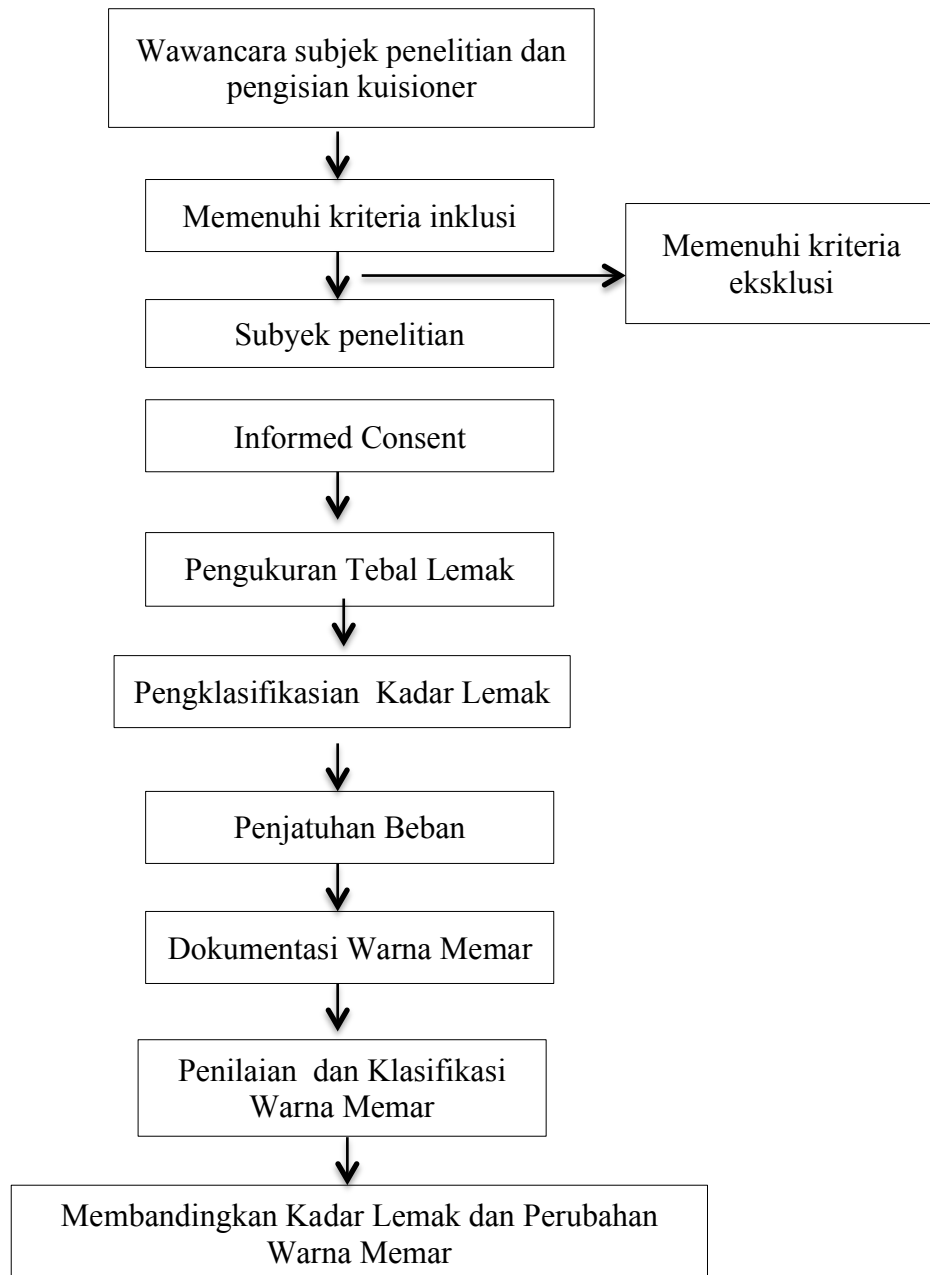 Wawancara subjek penelitian dan
pengisian kuisioner
Memenuhi kriteria inklusi
Memenuhi kriteria
eksklusi
Subyek penelitian
Informed Consent
Pengukuran Tebal Lemak
Pengklasifikasian Kadar Lemak
Penjatuhan Beban
Dokumentasi Warna Memar
Penilaian dan Klasifikasi
Warna Memar
Membandingkan Kadar Lemak dan Perubahan
Warna Memar